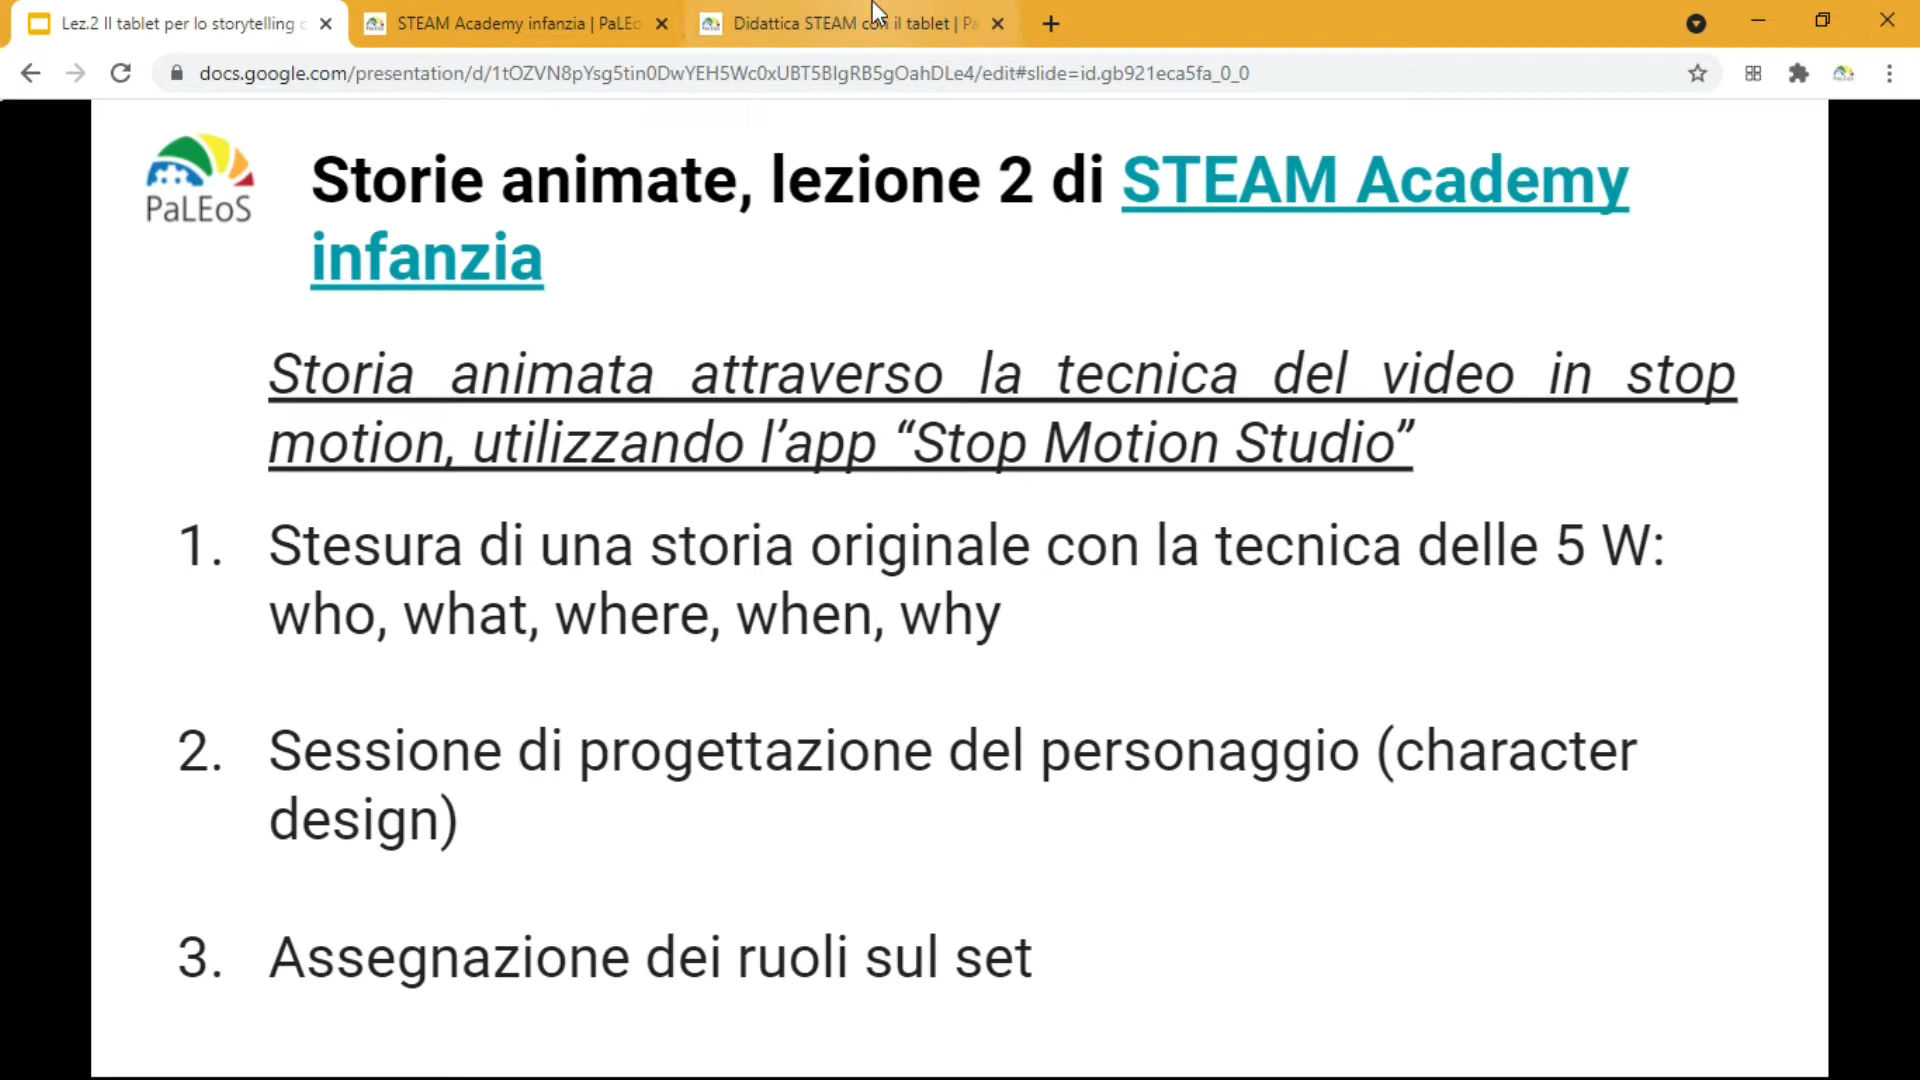 Lez.2 Il tablet per lo storytelling
STEAM Academy infanzia | PaLEo
Didattica STEAM con il tablet | Pa
docs.google.com/presentation/d/1tOZVN8pYsg5tin0DwYEH5Wc0xUBT5BIgRB5gOahDLe4/edit#slide=id.gb921eca5fa_0_0
PaLEoS
Storie animate, lezione 2 di STEAM Academy
infanzia
Storia animata attraverso la tecnica del video in stop
motion, utilizzando l’app “Stop Motion Studio”
1. Stesura di una storia originale con la tecnica delle 5 W:
who, what, where, when, why
2. Sessione di progettazione del personaggio (character
design)
3. Assegnazione dei ruoli sul set